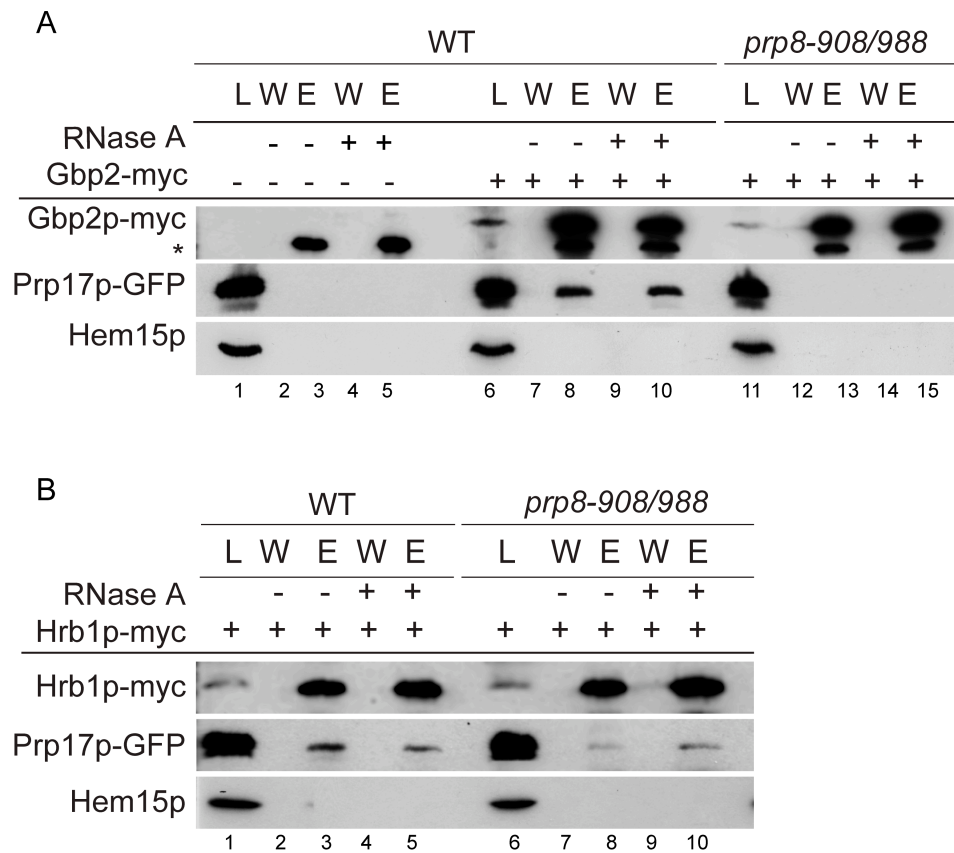 A
WT prp8-908/988
L W E W E L W E W E L W E W E
RNase A - - + + - - + + - - + +
Gbp2-myc - - - - - + + + + + + + + + +
Gbp2p-myc
*
Prp17p-GFP
Hem15p
1 2 3 4 5 6 7 8 9 10 11 12 13 14 15
B
WT prp8-908/988
L W E W E L W E W E
RNase A - - + + - - + +
Hrb1p-myc + + + + + + + + + +
Hrb1p-myc
Prp17p-GFP
Hem15p
1 2 3 4 5 6 7 8 9 10